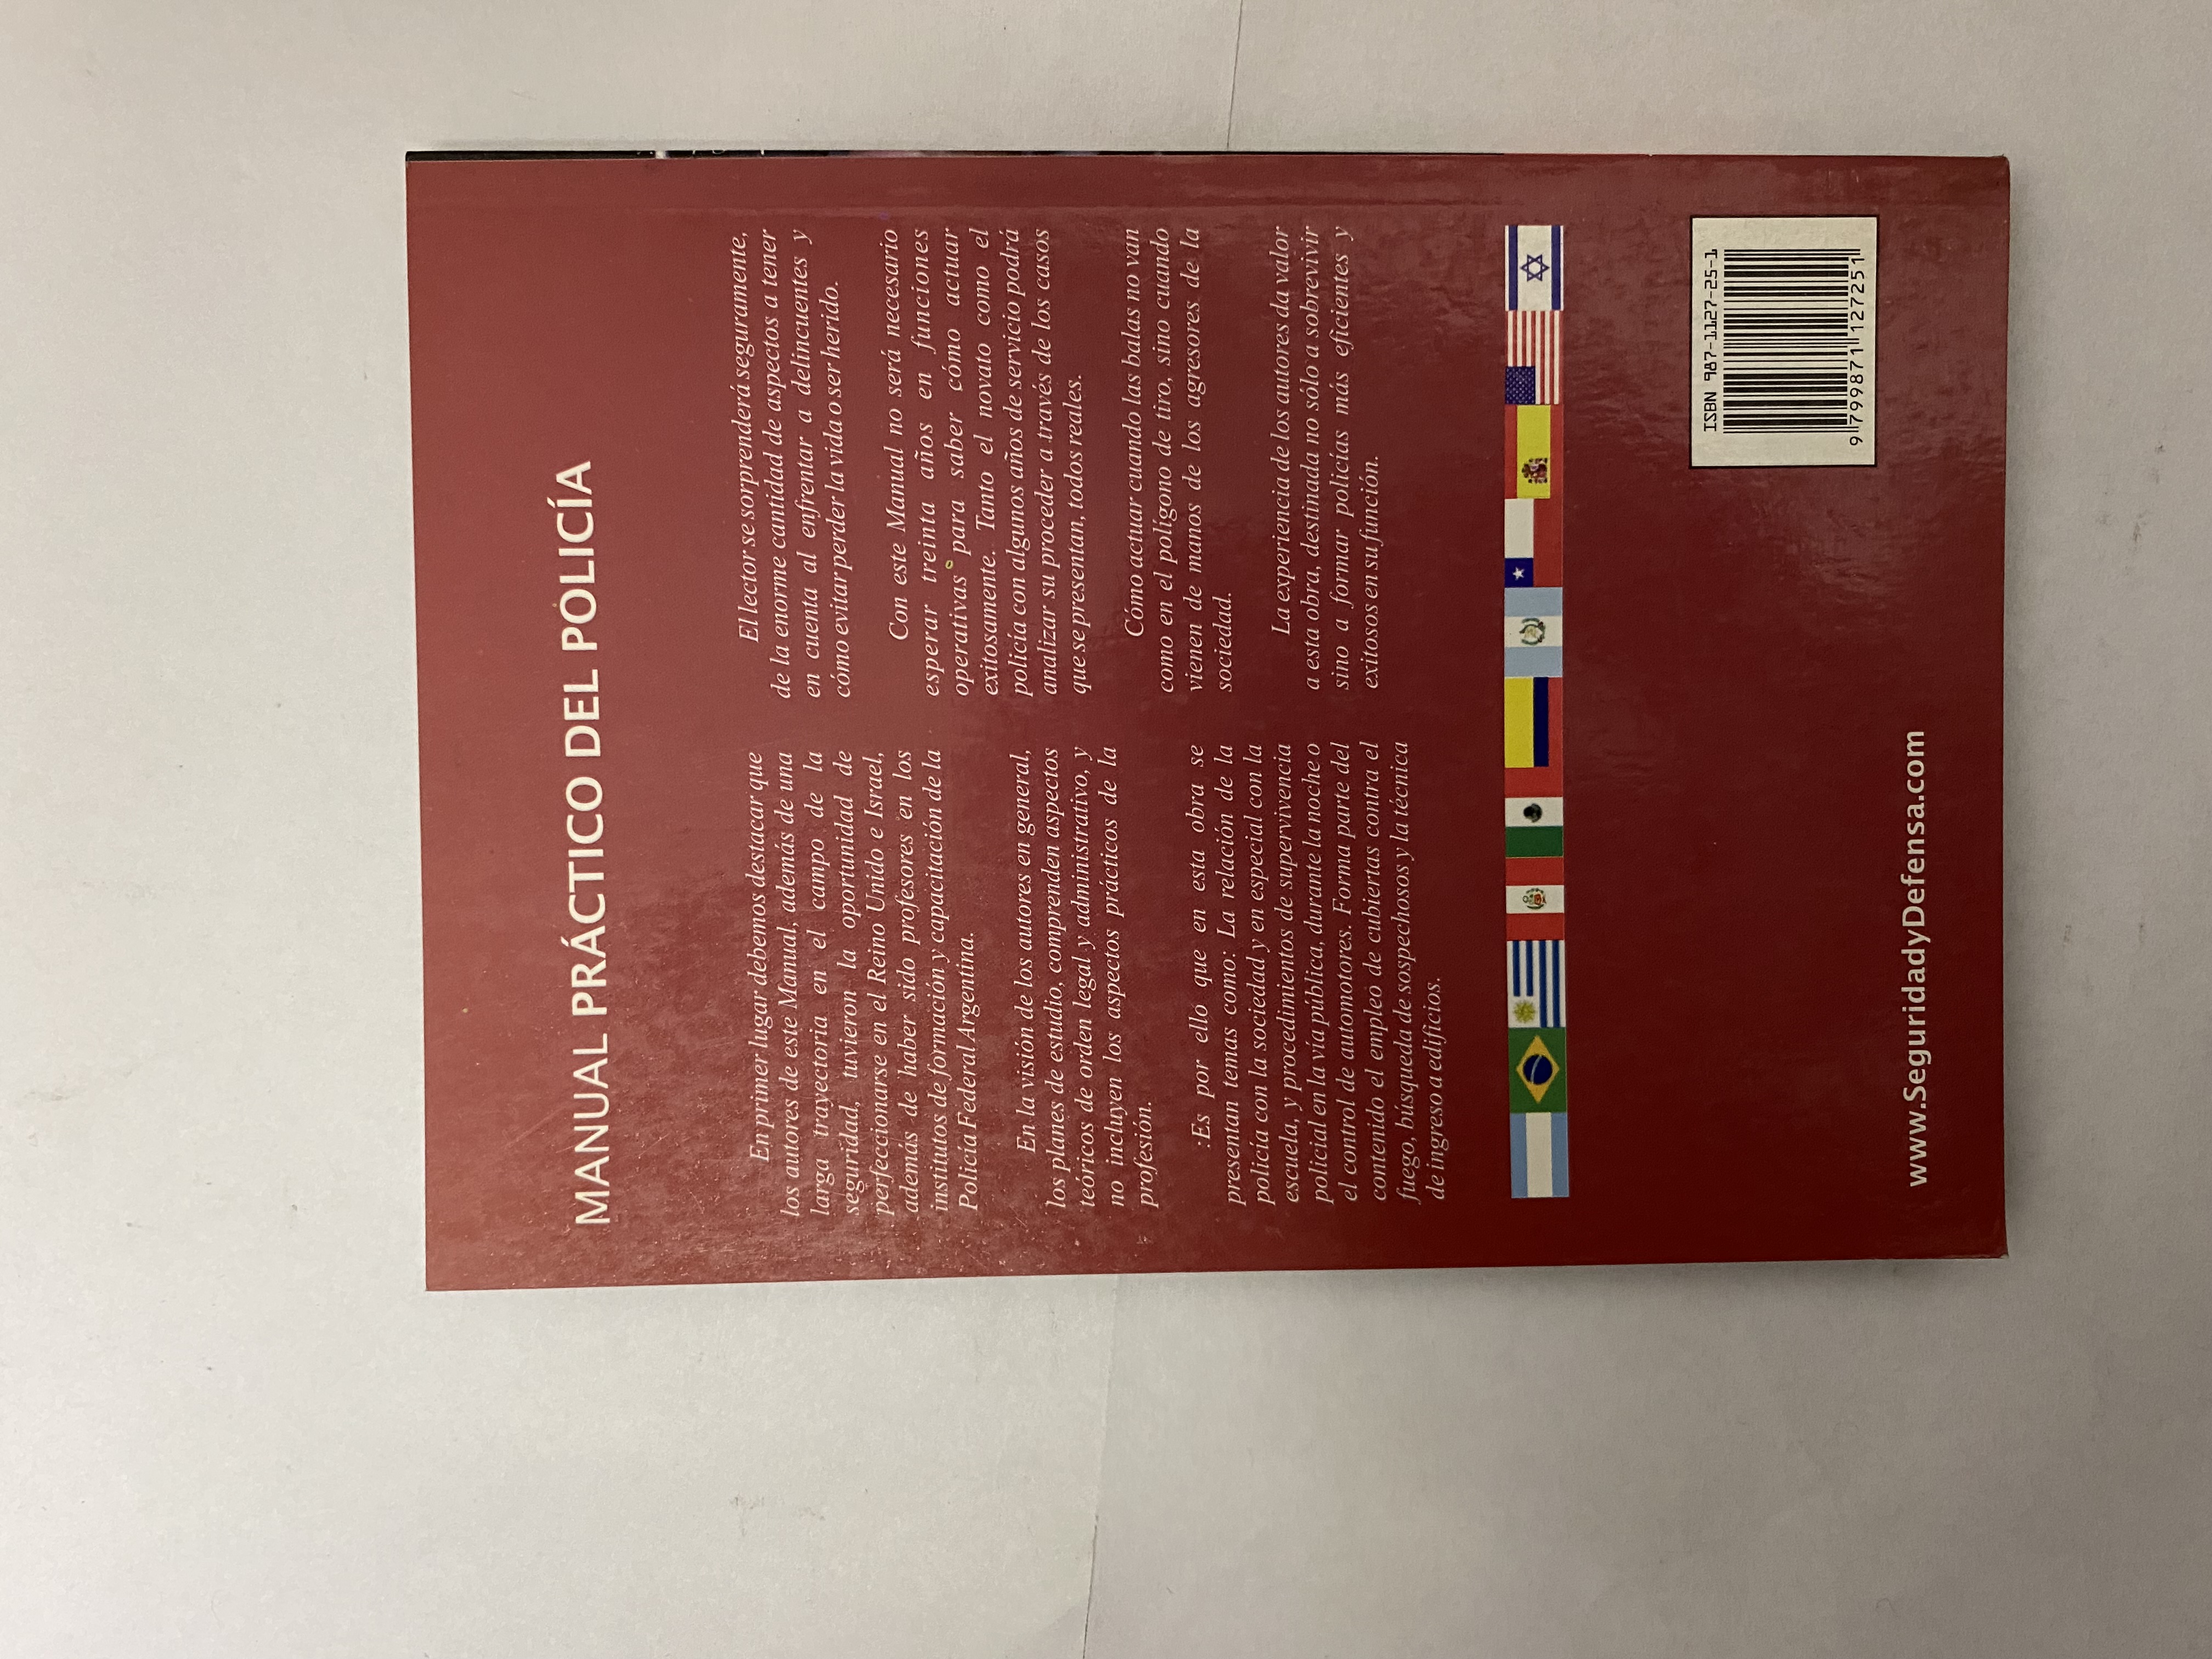 MANUAL PRÁCTICO DEL POLICÍA
En primer lugar debemos destacar que
los autores de este Manual, además de una
larga trayectoria en el campo de la
seguridad, tuvieron la oportunidad de
perfeccionarse en el Reino Unido e Israel,
además de haber sido profesores en los
institutos de formación y capacitación de la
Policía Federal Argentina.
En la visión de los autores en general,
los planes de estudio, comprenden aspectos
teóricos de orden legal y administrativo, y
no incluyen los aspectos prácticos de la
profesión.
:Es por ello que en esta obra se
presentan temas como: La relación de la
policía con la sociedad y en especial con la
escuela, y procedimientos de supervivencia
policial en la vía pública, durante la noche o
el control de automotores. Forma parte del
contenido el empleo de cubiertas contra el
fuego, búsqueda de sospechosos y la técnica
de ingreso a edificios.
El lector se sorprenderá seguramente,
de la enorme cantidad de aspectos a tener
en cuenta al enfrentar a delincuentes y
cómo evitar perder la vida o ser herido.
Con este Manual no será necesario
esperar treinta años en funciones
operativas para saber cómo actuar
exitosamente. Tanto el novato como el
policía con algunos años de servicio podrá
analizar su proceder a través de los casos
que se presentan, todos reales.
Cómo actuar cuando las balas no van
como en el polígono de tiro, sino cuando
vienen de manos de los agresores de la
sociedad.
La experiencia de los autores da valor
a esta obra, destinada no sólo a sobrevivir
sino a formar policías más eficientes y
exitosos en su función.
ISBN 987-1127-25-1
9 799871 127251
www.SeguridadyDefensa.com